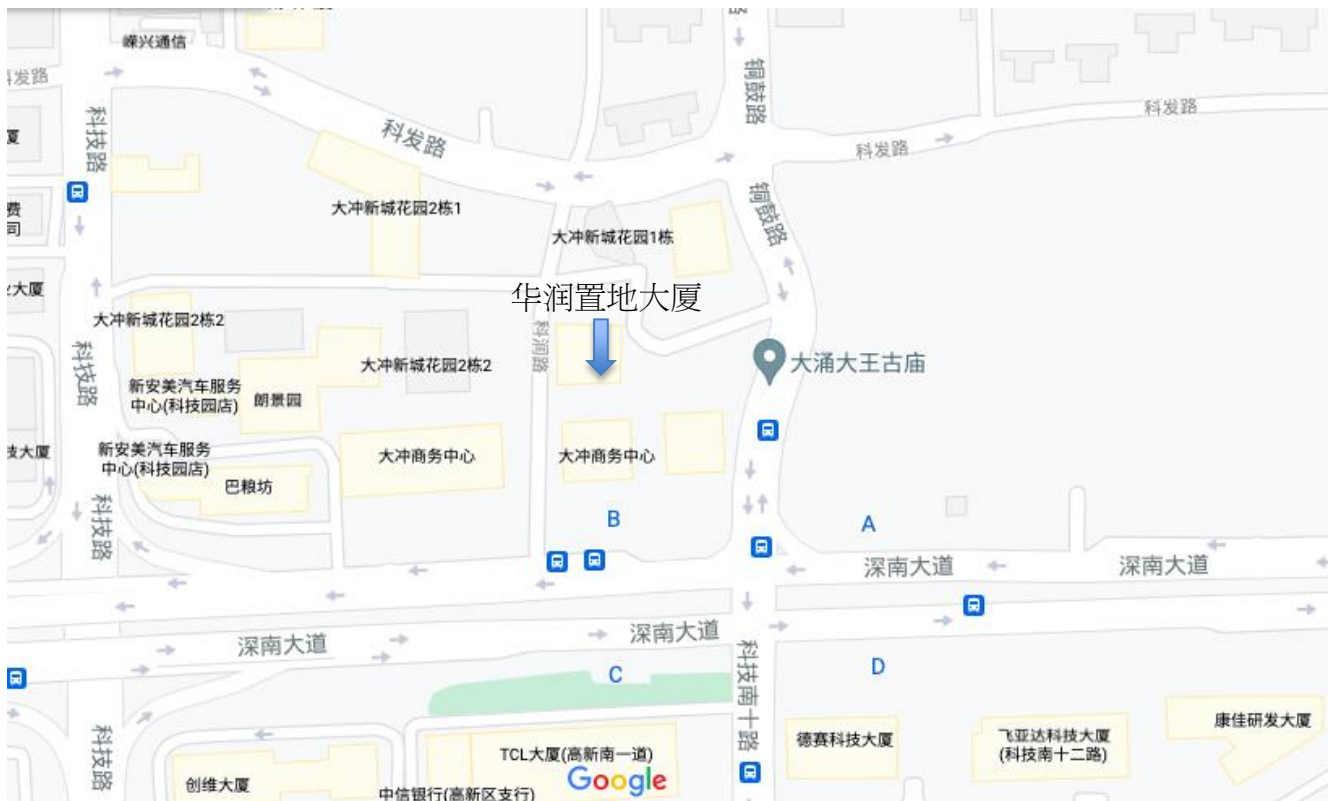 嵘兴通信
科发路
铜鼓路
科发路
科技路
科发路
科发路
厦
费
司
大冲新城花园2栋1
铜鼓路
大冲新城花园1栋
华润置地大厦
大厦
大冲新城花园2栋2
科润路
科技路
大冲新城花园2栋2
大涌大王古庙
新安美汽车服务
中心(科技园店)
朗景园
新安美汽车服务
中心(科技园店)
技大厦
大冲商务中心
大冲商务中心
巴粮坊
科技路
B
A
深南大道
深南大道
深南大道
深南大道
科技南十路
C
D
科技路
康佳研发大厦
德赛科技大厦
飞亚达科技大厦
(科技南十二路)
TCL大厦(高新南一道)
Google
创维大厦
中信银行(高新区支行)